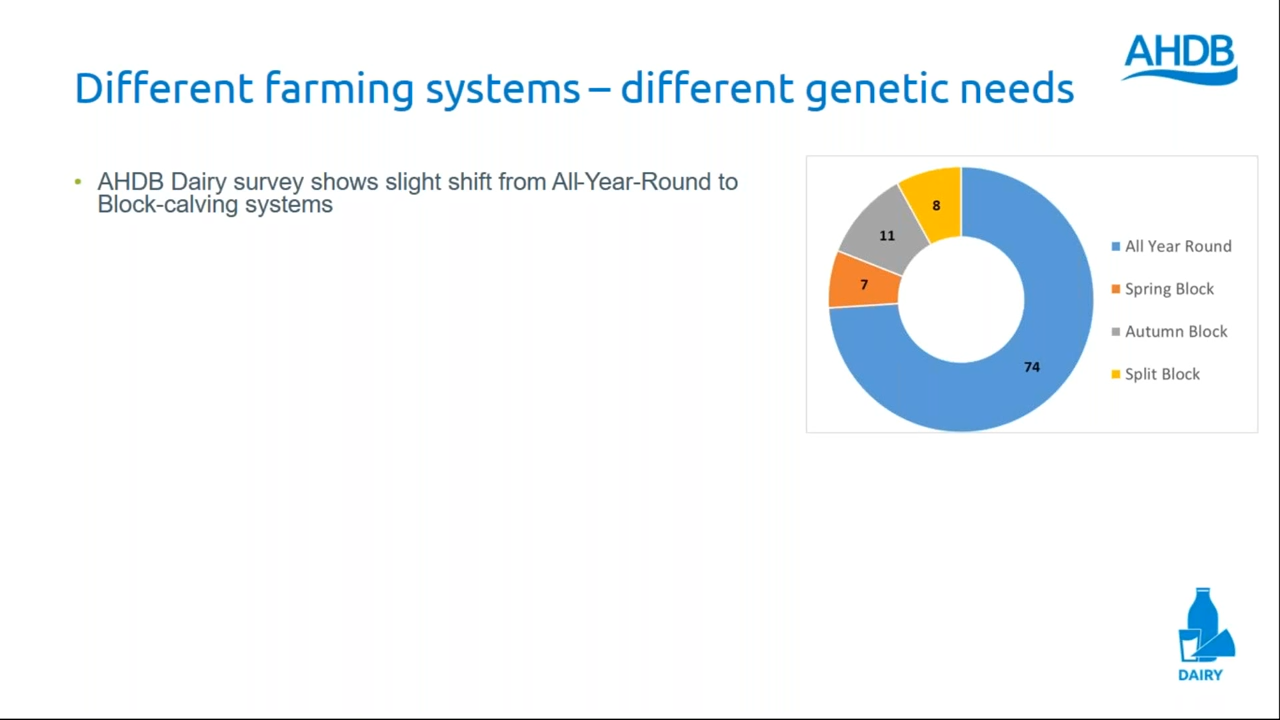 AHDB
Different farming systems – different genetic needs
• AHDB Dairy survey shows slight shift from All-Year-Round to
Block-calving systems
8
11
7
74
All Year Round
Spring Block
Autumn Block
Split Block
DAIRY